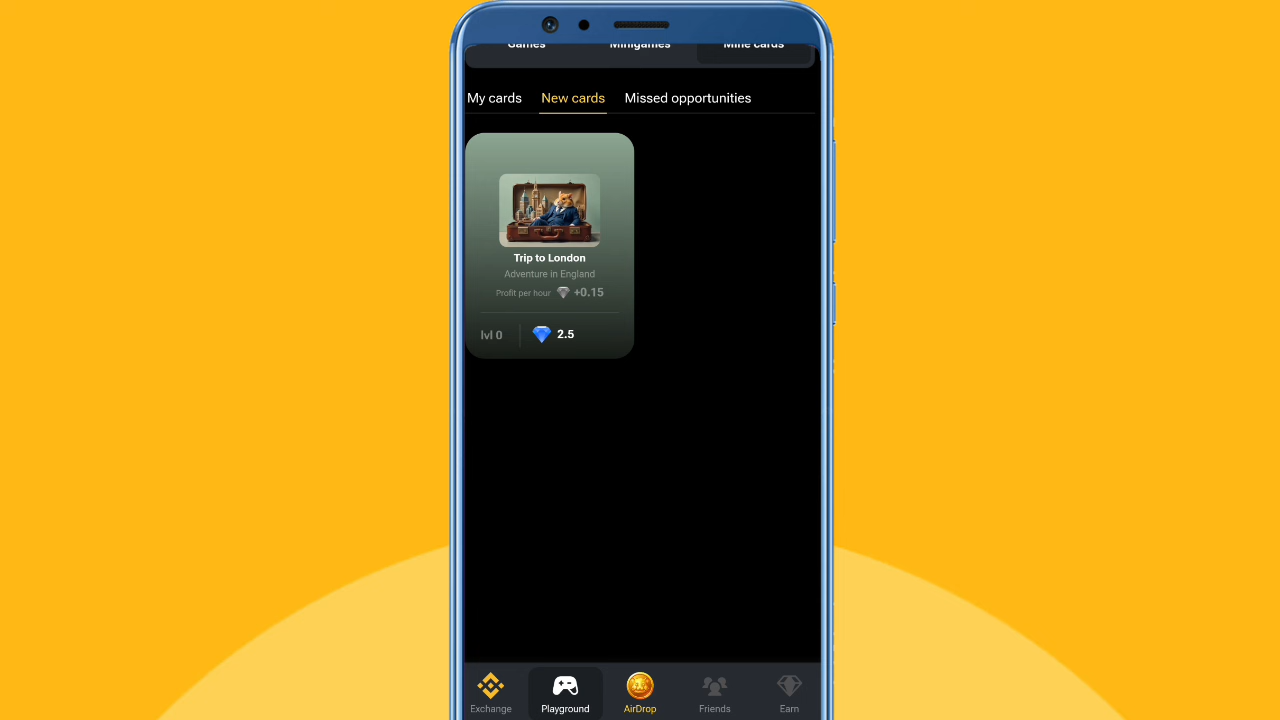 Games Minigames Mine cards
My cards New cards Missed opportunities
Trip to London
Adventure in England
Profit per hour +0.15
lvl 0 2.5
Exchange Playground AirDrop Friends Earn